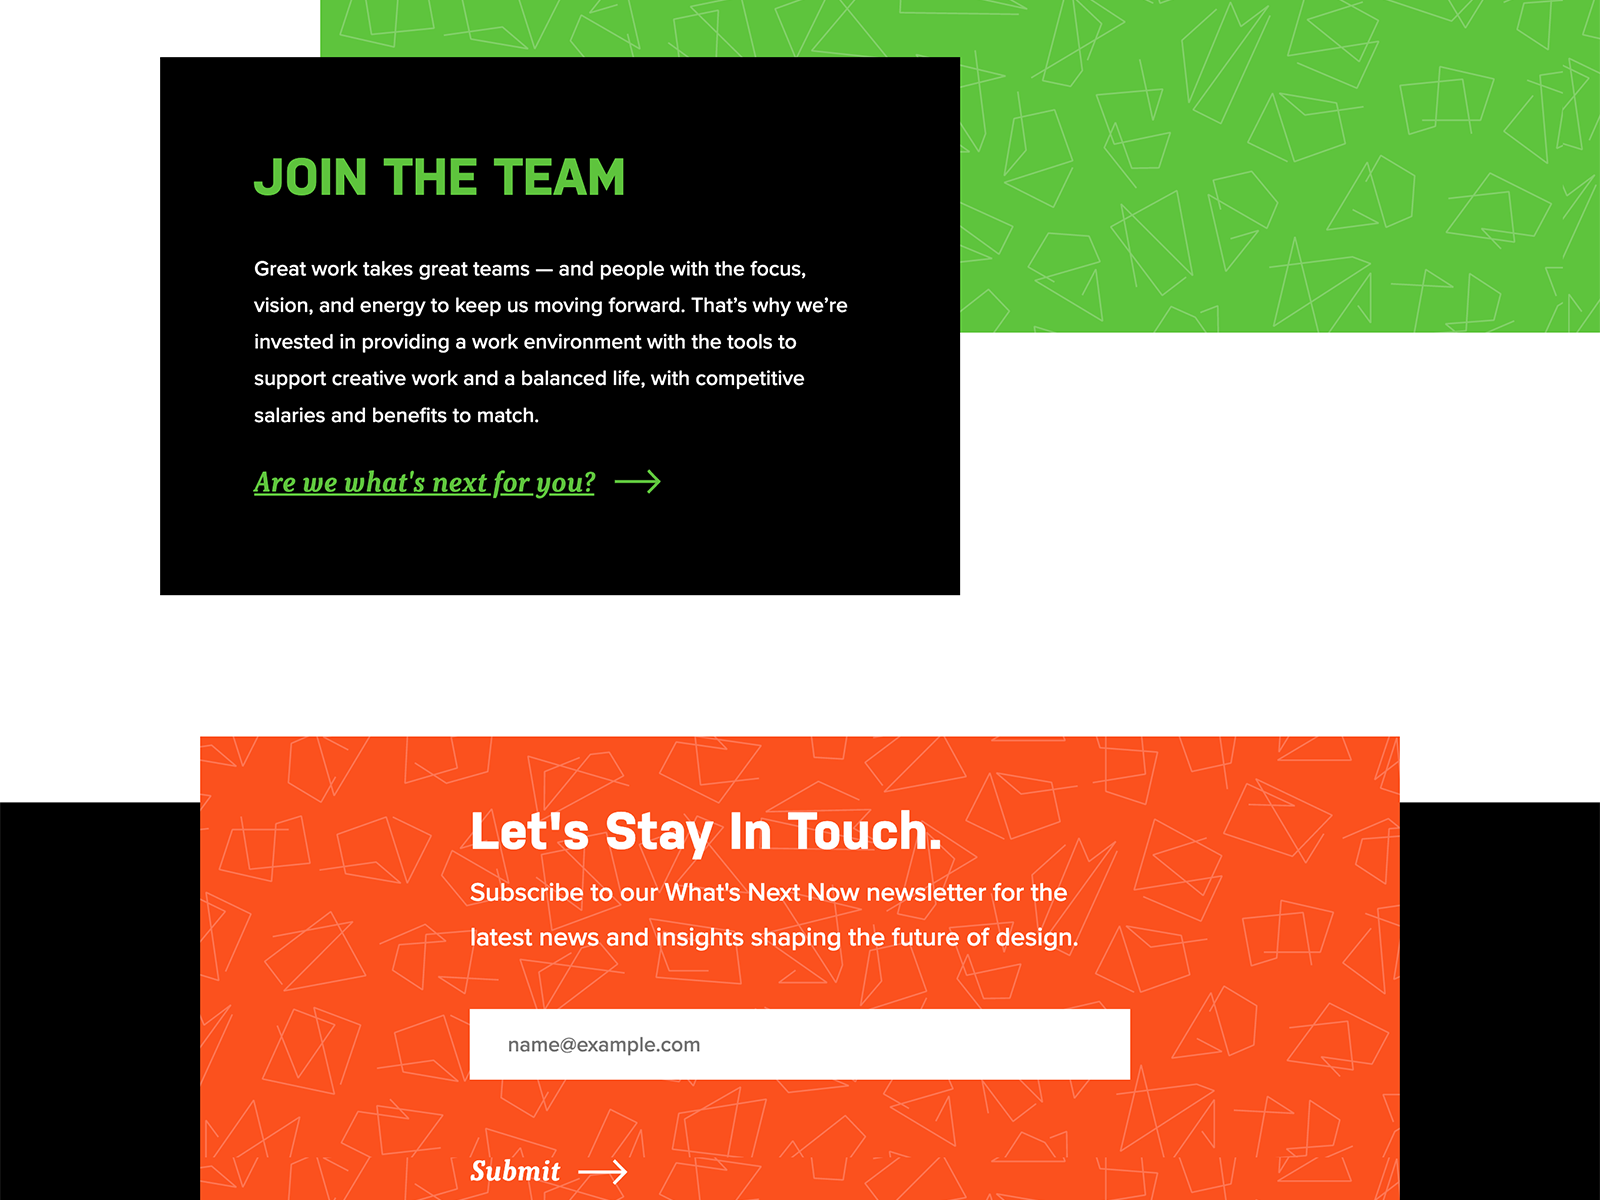 JOIN THE TEAM
Great work takes great teams — and people with the focus,
vision, and energy to keep us moving forward. That’s why we’re
invested in providing a work environment with the tools to
support creative work and a balanced life, with competitive
salaries and benefits to match.
Are we what's next for you?
Let's Stay In Touch.
Subscribe to our What's Next Now newsletter for the
latest news and insights shaping the future of design.
name@example.com
Submit